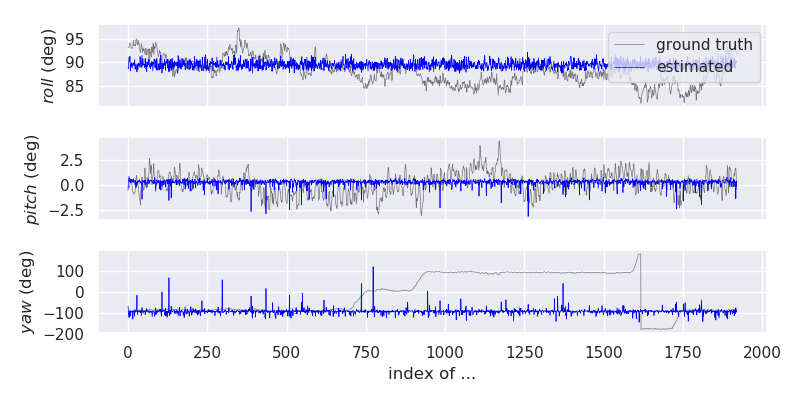 roll (deg)
95
90
85
ground truth
estimated
pitch (deg)
2.5
0.0
−2.5
yaw (deg)
100
0
−100
−200
0 250 500 750 1000 1250 1500 1750 2000
index of ...